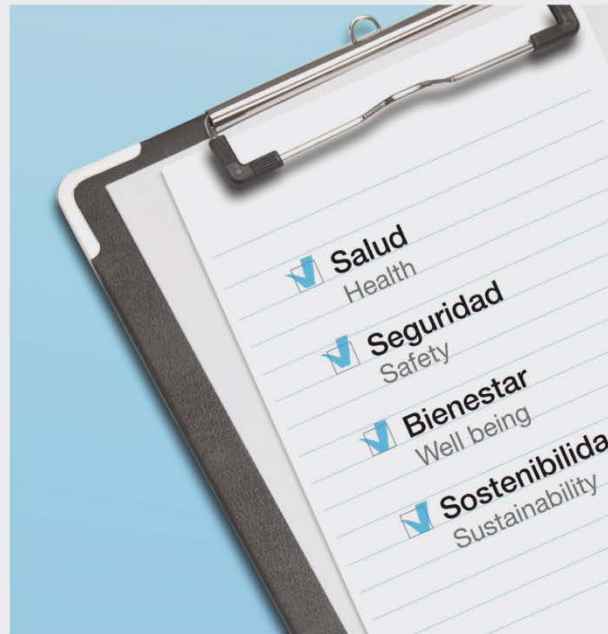 Salud
Health
Seguridad
Safety
Bienestar
Well being
Sostenibilida
Sustainability